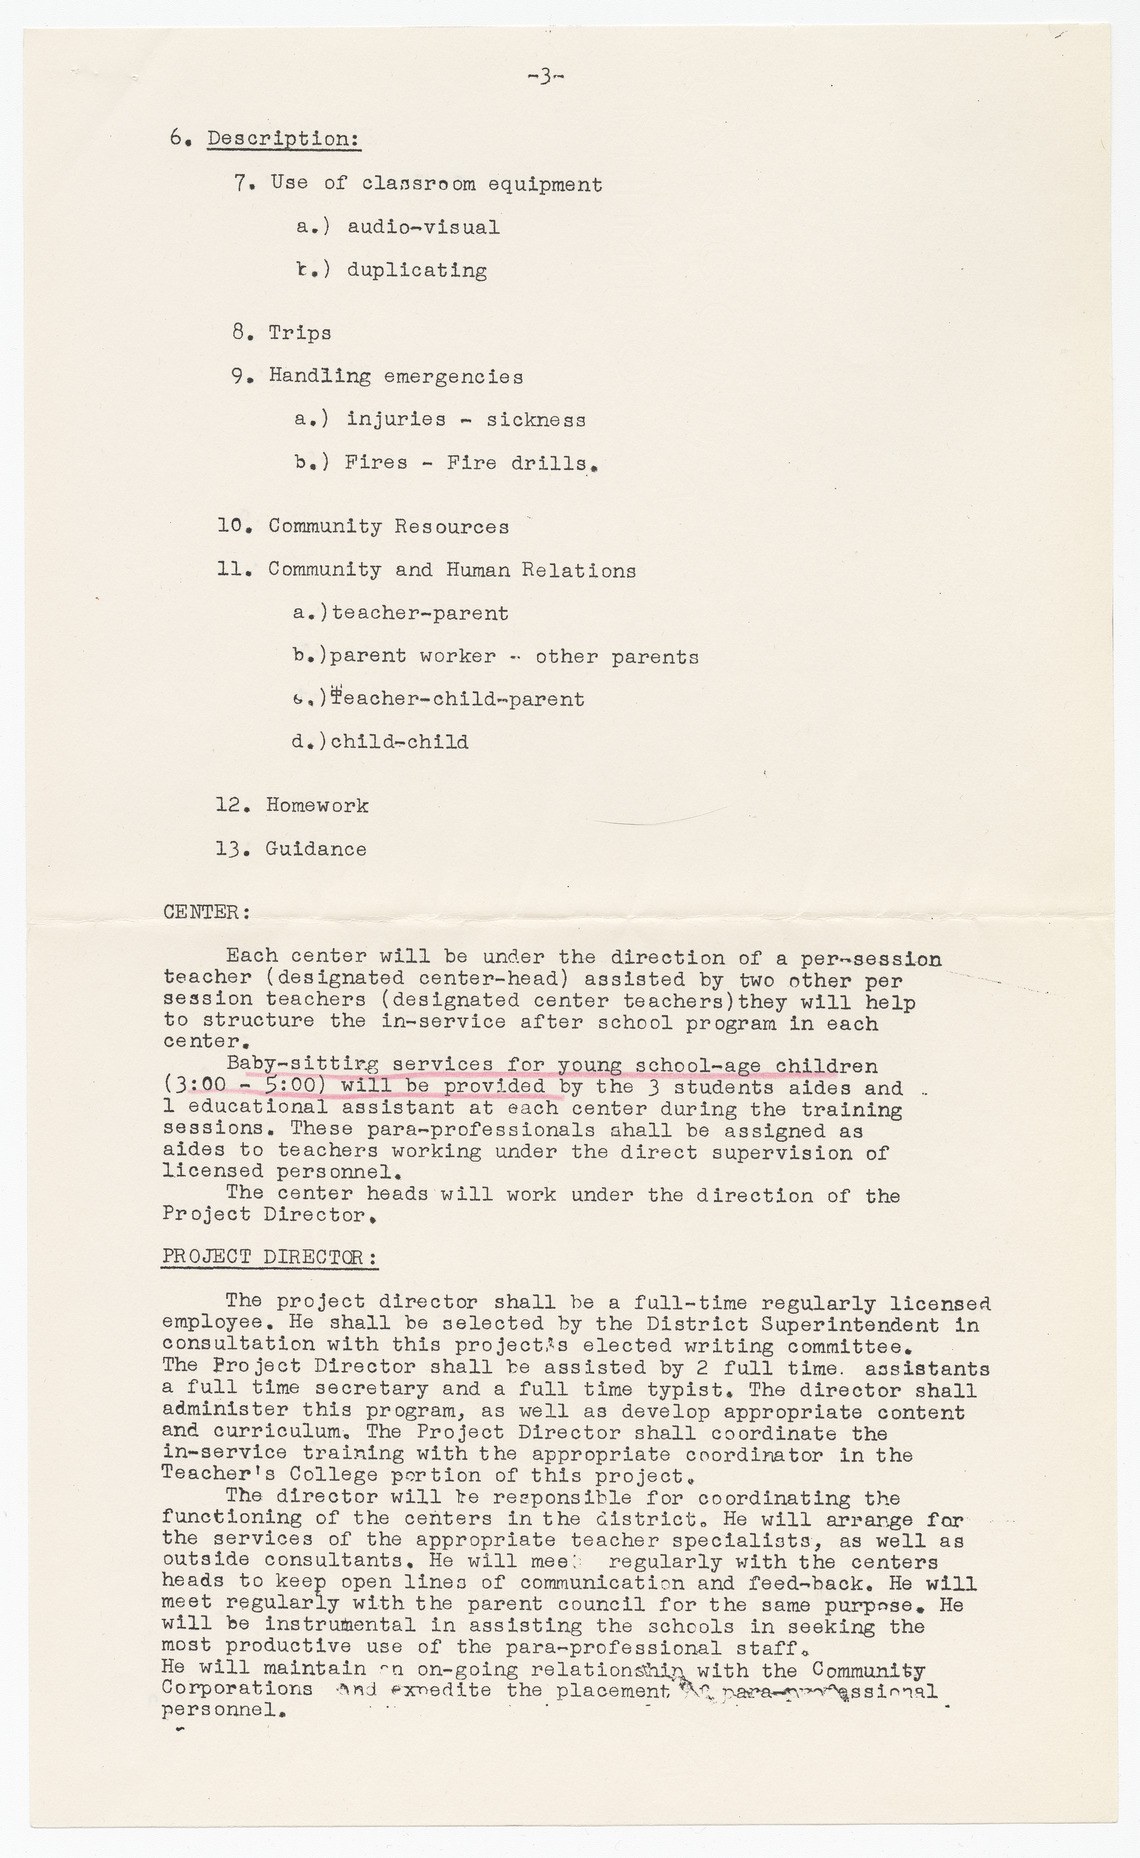 -3-
6. Description:
7. Use of classroom equipment
a.) audio-visual
b.) duplicating
8. Trips
9. Handling emergencies
a.) injuries - sickness
b.) Fires - Fire drills.
10. Community Resources
11. Community and Human Relations
a.)teacher-parent
b.)parent worker - other parents
c.)teacher-child-parent
d.)child-child
12. Homework
13. Guidance
CENTER:
Each center will be under the direction of a per-session
teacher (designated center-head) assisted by two other per
session teachers (designated center teachers)they will help
to structure the in-service after school program in each
center.
Baby-sitting services for young school-age children
(3:00 - 5:00) will be provided by the 3 students aides and
1 educational assistant at each center during the training
sessions. These para-professionals shall be assigned as
aides to teachers working under the direct supervision of
licensed personnel.
The center heads will work under the direction of the
Project Director.
PROJECT DIRECTOR:
The project director shall be a full-time regularly licensed
employee. He shall be selected by the District Superintendent in
consultation with this project's elected writing committee.
The Project Director shall be assisted by 2 full time. assistants
a full time secretary and a full time typist. The director shall
administer this program, as well as develop appropriate content
and curriculum. The Project Director shall coordinate the
in-service training with the appropriate coordinator in the
Teacher's College portion of this project.
The director will be responsible for coordinating the
functioning of the centers in the district. He will arrange for
the services of the appropriate teacher specialists, as well as
outside consultants. He will meet regularly with the centers
heads to keep open lines of communication and feed-back. He will
meet regularly with the parent council for the same purpose. He
will be instrumental in assisting the schools in seeking the
most productive use of the para-professional staff.
He will maintain an on-going relationship with the Community
Corporations and expedite the placement of para-professional
personnel.